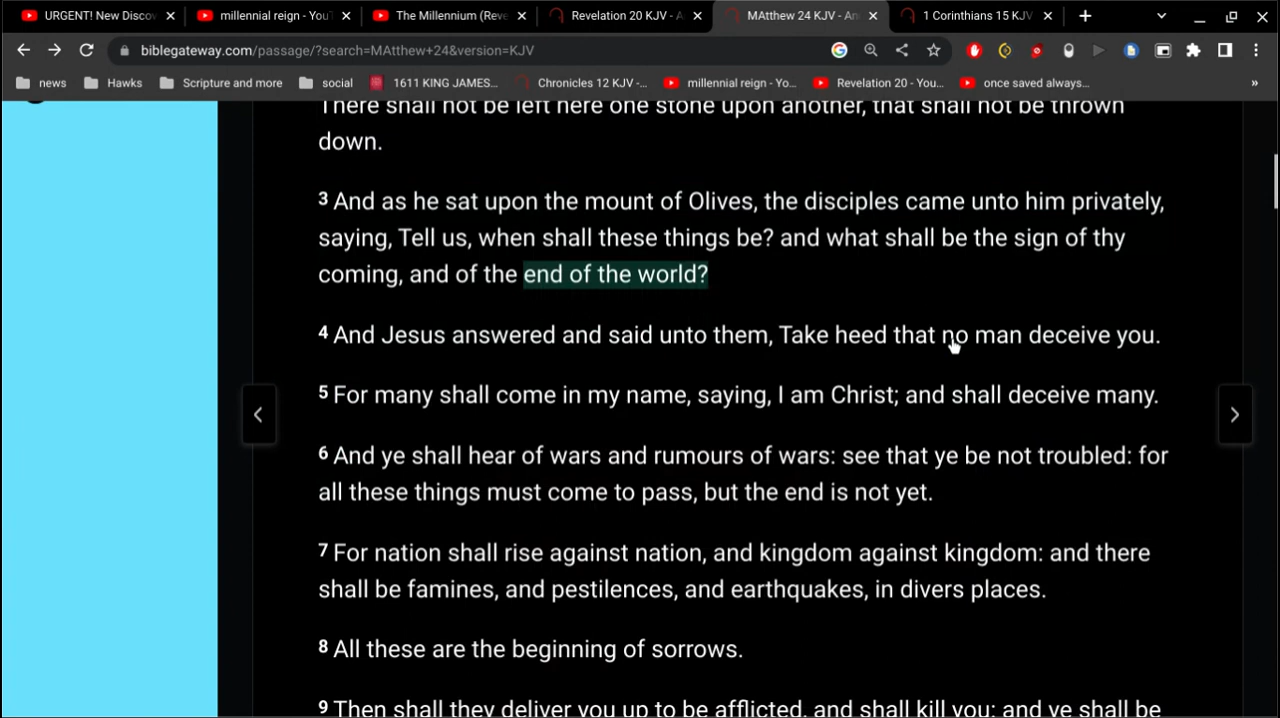 URGENT! New Discov
millennial reign - YouT
The Millennium (Reve
Revelation 20 KJV - A
MAtthew 24 KJV - An
1 Corinthians 15 KJV
biblegateway.com/passage/?search=MAtthew+24&version=KJV
news
Hawks
Scripture and more
social
1611 KING JAMES...
Chronicles 12 KJV -...
millennial reign - Yo...
Revelation 20 - You...
once saved always...
»
There shall not be left here one stone upon another, that shall not be thrown
down.
3 And as he sat upon the mount of Olives, the disciples came unto him privately,
saying, Tell us, when shall these things be? and what shall be the sign of thy
coming, and of the end of the world?
4 And Jesus answered and said unto them, Take heed that no man deceive you.
5 For many shall come in my name, saying, I am Christ; and shall deceive many.
6 And ye shall hear of wars and rumours of wars: see that ye be not troubled: for
all these things must come to pass, but the end is not yet.
7 For nation shall rise against nation, and kingdom against kingdom: and there
shall be famines, and pestilences, and earthquakes, in divers places.
8 All these are the beginning of sorrows.
9 Then shall they deliver you up to be afflicted, and shall kill you: and ye shall be